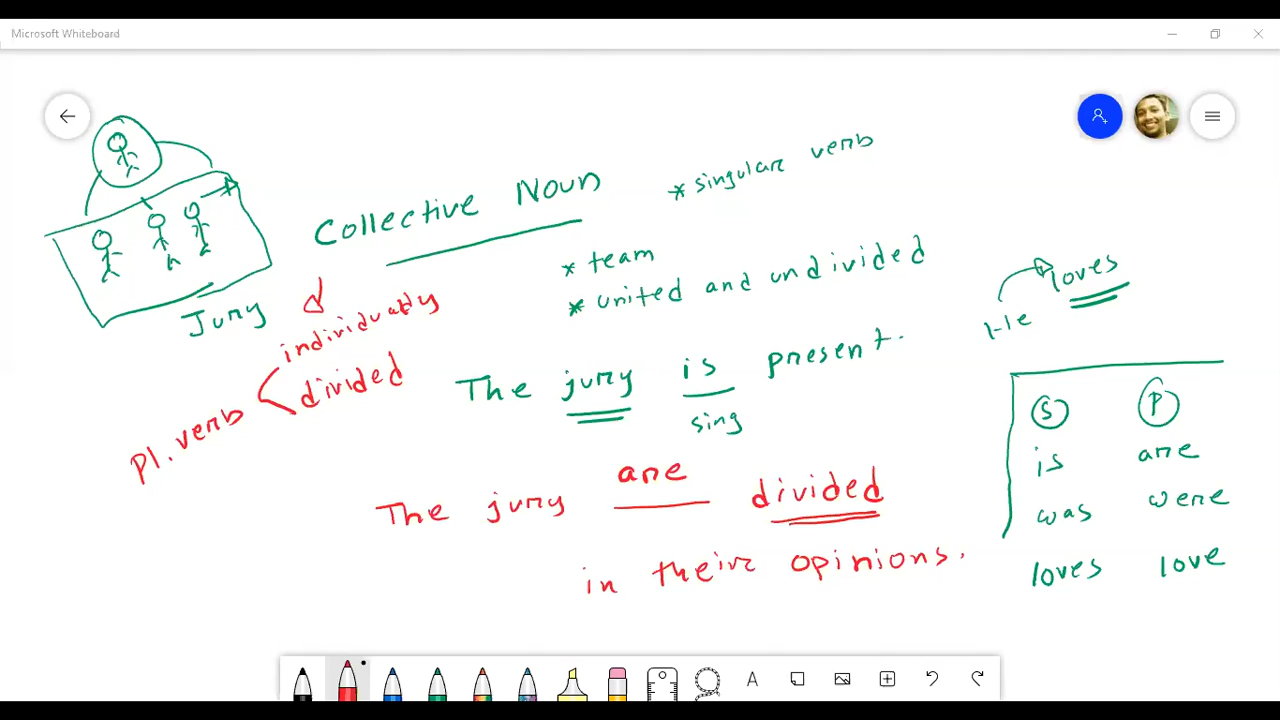 Microsoft Whiteboard
Collective Noun
* singular verb
* team
* united and undivided
Jury
individually
divided
pl. verb
The jury is present.
sing
The jury are divided
in their opinions.
He loves
S P
is are
was were
loves love
A